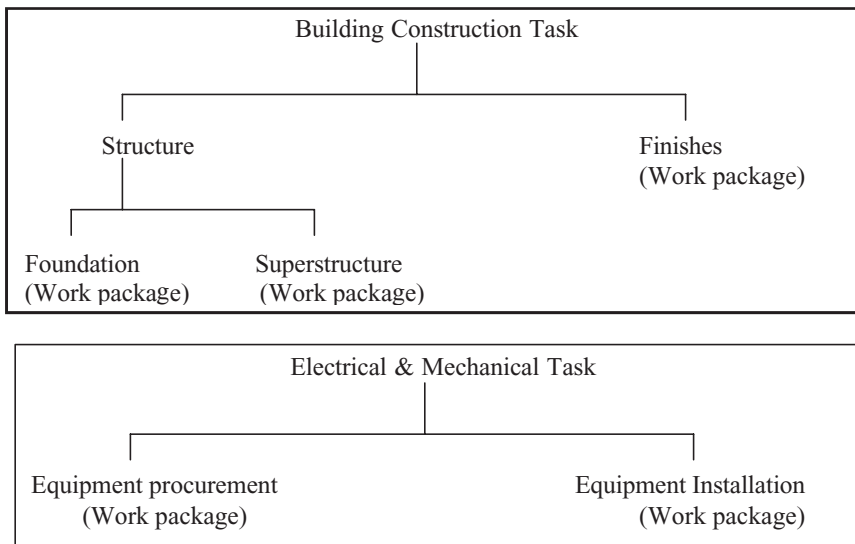 Building Construction Task
Structure
Finishes
(Work package)
Foundation
(Work package)
Superstructure
(Work package)
Electrical & Mechanical Task
Equipment procurement
(Work package)
Equipment Installation
(Work package)